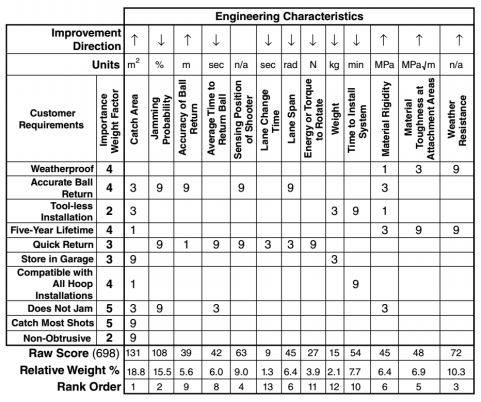 Engineering Characteristics
Improvement Direction ↑ ↓ ↑ ↓ ↓ ↓ ↓ ↓ ↓ ↑ ↑ ↑
Units m² % m sec n/a sec rad N kg min MPa MPa√m n/a
Customer Requirements
Importance Weight Factor
Catch Area
Jamming Probability
Accuracy of Ball Return
Average Time to Return Ball
Sensing Position of Shooter
Lane Change Time
Lane Span
Energy or Torque to Rotate
Weight
Time to Install System
Material Rigidity
Material Toughness at Attachment Areas
Weather Resistance
Weatherproof 4 1 3 9
Accurate Ball Return 4 3 9 9 9 9 3
Tool-less Installation 2 3 3 9 1
Five-Year Lifetime 4 1 3 9 9
Quick Return 3 9 1 9 9 3 3 9
Store in Garage 3 9 3
Compatible with All Hoop Installations 4 1 9
Does Not Jam 5 3 9 3 3
Catch Most Shots 5 9
Non-Obtrusive 2 9
Raw Score (698) 131 108 39 42 63 9 45 27 15 54 45 48 72
Relative Weight % 18.8 15.5 5.6 6.0 9.0 1.3 6.4 3.9 2.1 7.7 6.4 6.9 10.3
Rank Order 1 2 9 8 4 13 6 11 12 10 6 5 3